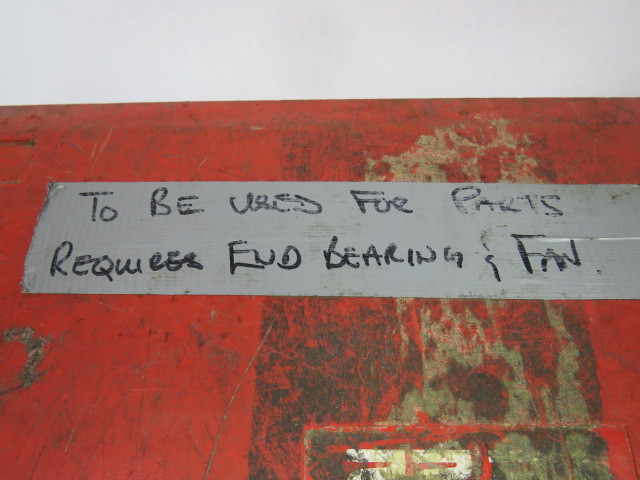 To BE USED FOR PARTS
REQUIRES END BEARING & FAN.